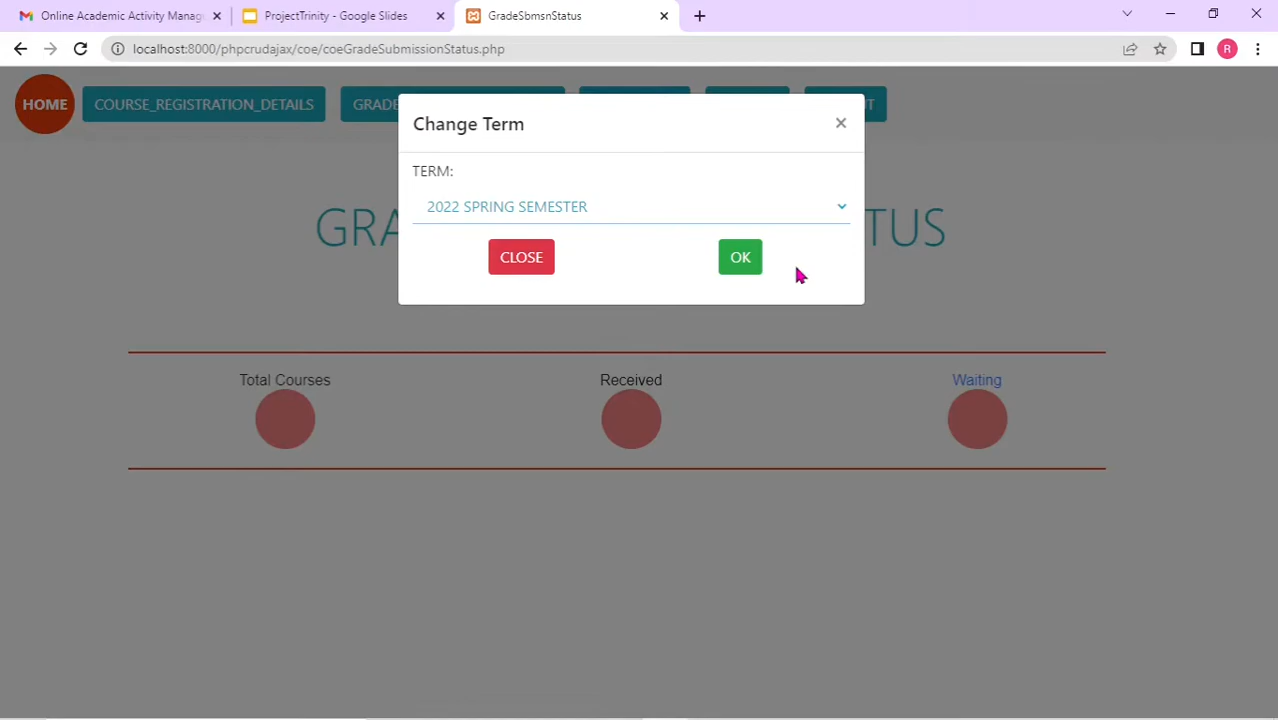 Online Academic Activity Manag
ProjectTrinity - Google Slides
GradeSbmsnStatus
localhost:8000/phpcrudajax/coe/coeGradeSubmissionStatus.php
R
HOME
COURSE_REGISTRATION_DETAILS
GRADE
T
Change Term
×
TERM:
2022 SPRING SEMESTER
CLOSE
OK
GRA
TUS
Total Courses
Received
Waiting